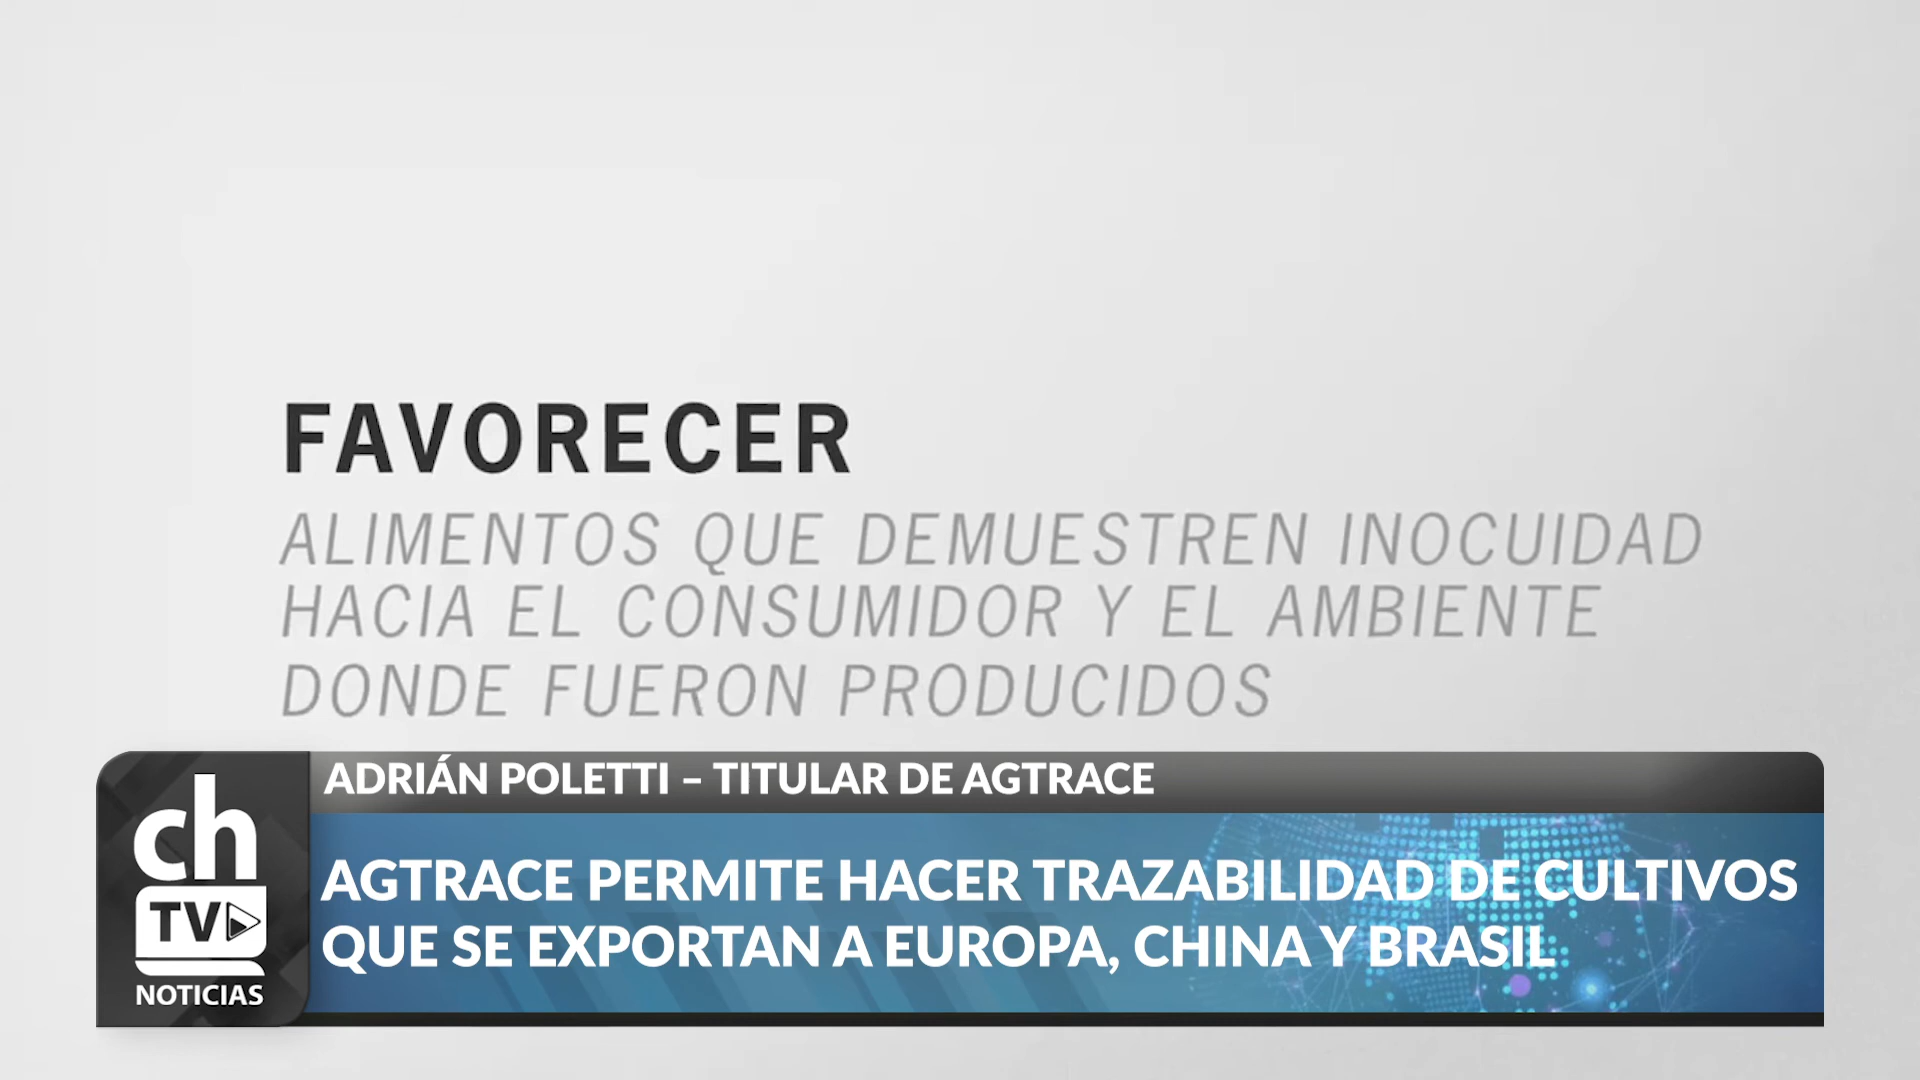 FAVORECER
ALIMENTOS QUE DEMUESTREN INOCUIDAD
HACIA EL CONSUMIDOR Y EL AMBIENTE
DONDE FUERON PRODUCIDOS
ADRIÁN POLETTI – TITULAR DE AGTRACE
ch
TV
NOTICIAS
AGTRACE PERMITE HACER TRAZABILIDAD DE CULTIVOS
QUE SE EXPORTAN A EUROPA, CHINA Y BRASIL